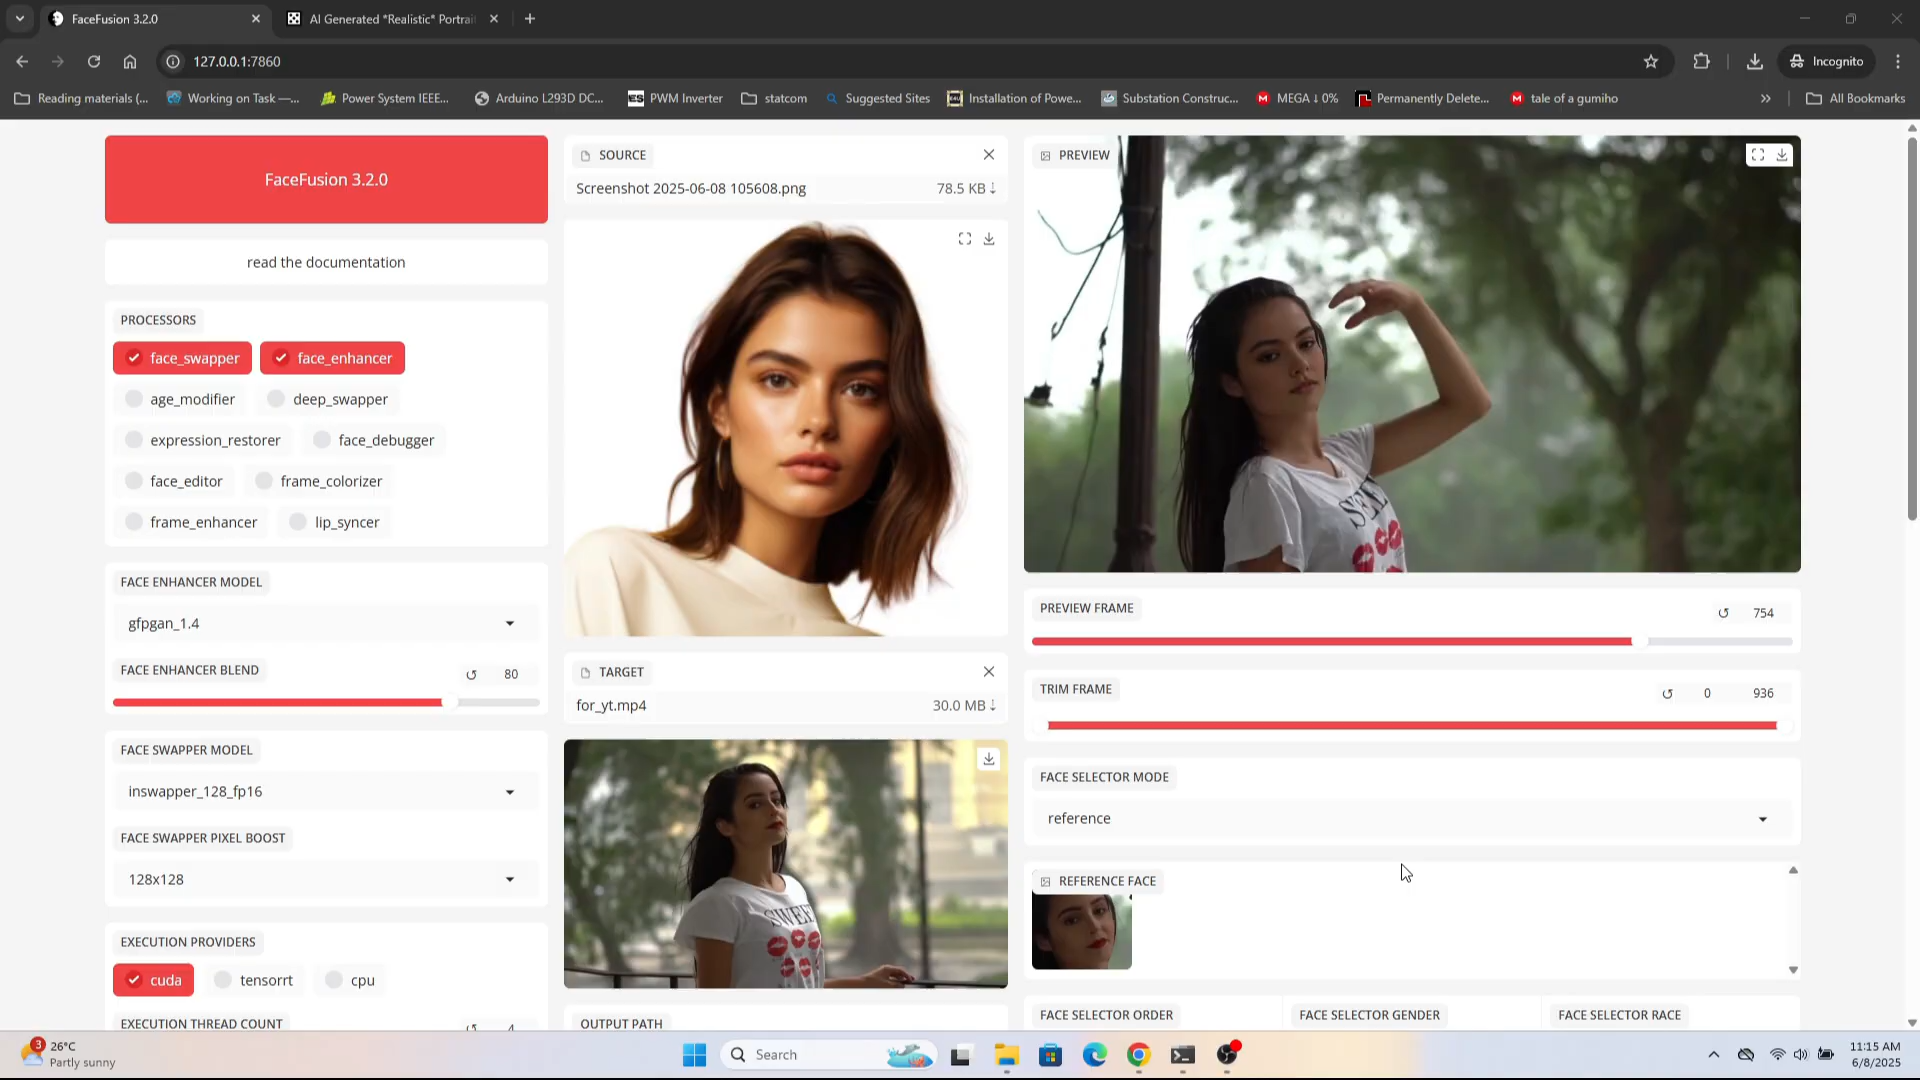 FaceFusion 3.2.0
AI Generated *Realistic* Portrai
127.0.0.1:7860
Incognito
Reading materials (...
Working on Task —...
Power System IEEE...
Arduino L293D DC...
PWM Inverter
statcom
Suggested Sites
Installation of Powe...
Substation Construc...
MEGA ↓ 0%
Permanently Delete...
tale of a gumiho
All Bookmarks
FaceFusion 3.2.0
read the documentation
PROCESSORS
face_swapper
face_enhancer
age_modifier
deep_swapper
expression_restorer
face_debugger
face_editor
frame_colorizer
frame_enhancer
lip_syncer
FACE ENHANCER MODEL
gfpgan_1.4
FACE ENHANCER BLEND
80
FACE SWAPPER MODEL
inswapper_128_fp16
FACE SWAPPER PIXEL BOOST
128x128
EXECUTION PROVIDERS
cuda
tensorrt
cpu
EXECUTION THREAD COUNT
4
SOURCE
Screenshot 2025-06-08 105608.png
78.5 KB ↓
TARGET
for_yt.mp4
30.0 MB ↓
SWEET
OUTPUT PATH
PREVIEW
PREVIEW FRAME
754
TRIM FRAME
0
936
FACE SELECTOR MODE
reference
REFERENCE FACE
FACE SELECTOR ORDER
FACE SELECTOR GENDER
FACE SELECTOR RACE
3
26°C
Partly sunny
Search
11:15 AM
6/8/2025